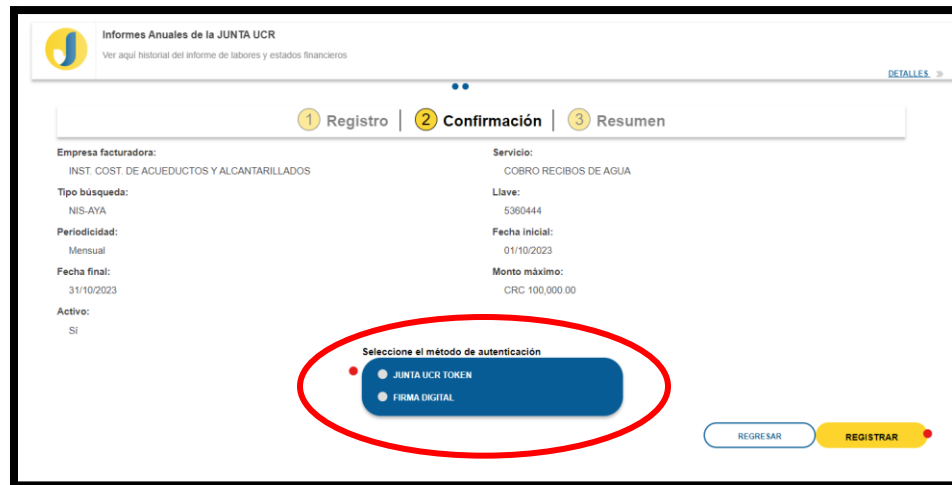 Informes Anuales de la JUNTA UCR
Ver aquí historial del informe de labores y estados financieros
DETALLES »
1 Registro | 2 Confirmación | 3 Resumen
Empresa facturadora:
INST. COST. DE ACUEDUCTOS Y ALCANTARILLADOS
Servicio:
COBRO RECIBOS DE AGUA
Tipo búsqueda:
NIS-AYA
Llave:
5360444
Periodicidad:
Mensual
Fecha inicial:
01/10/2023
Fecha final:
31/10/2023
Monto máximo:
CRC 100,000.00
Activo:
Sí
Seleccione el método de autenticación
JUNTA UCR TOKEN
FIRMA DIGITAL
REGRESAR
REGISTRAR